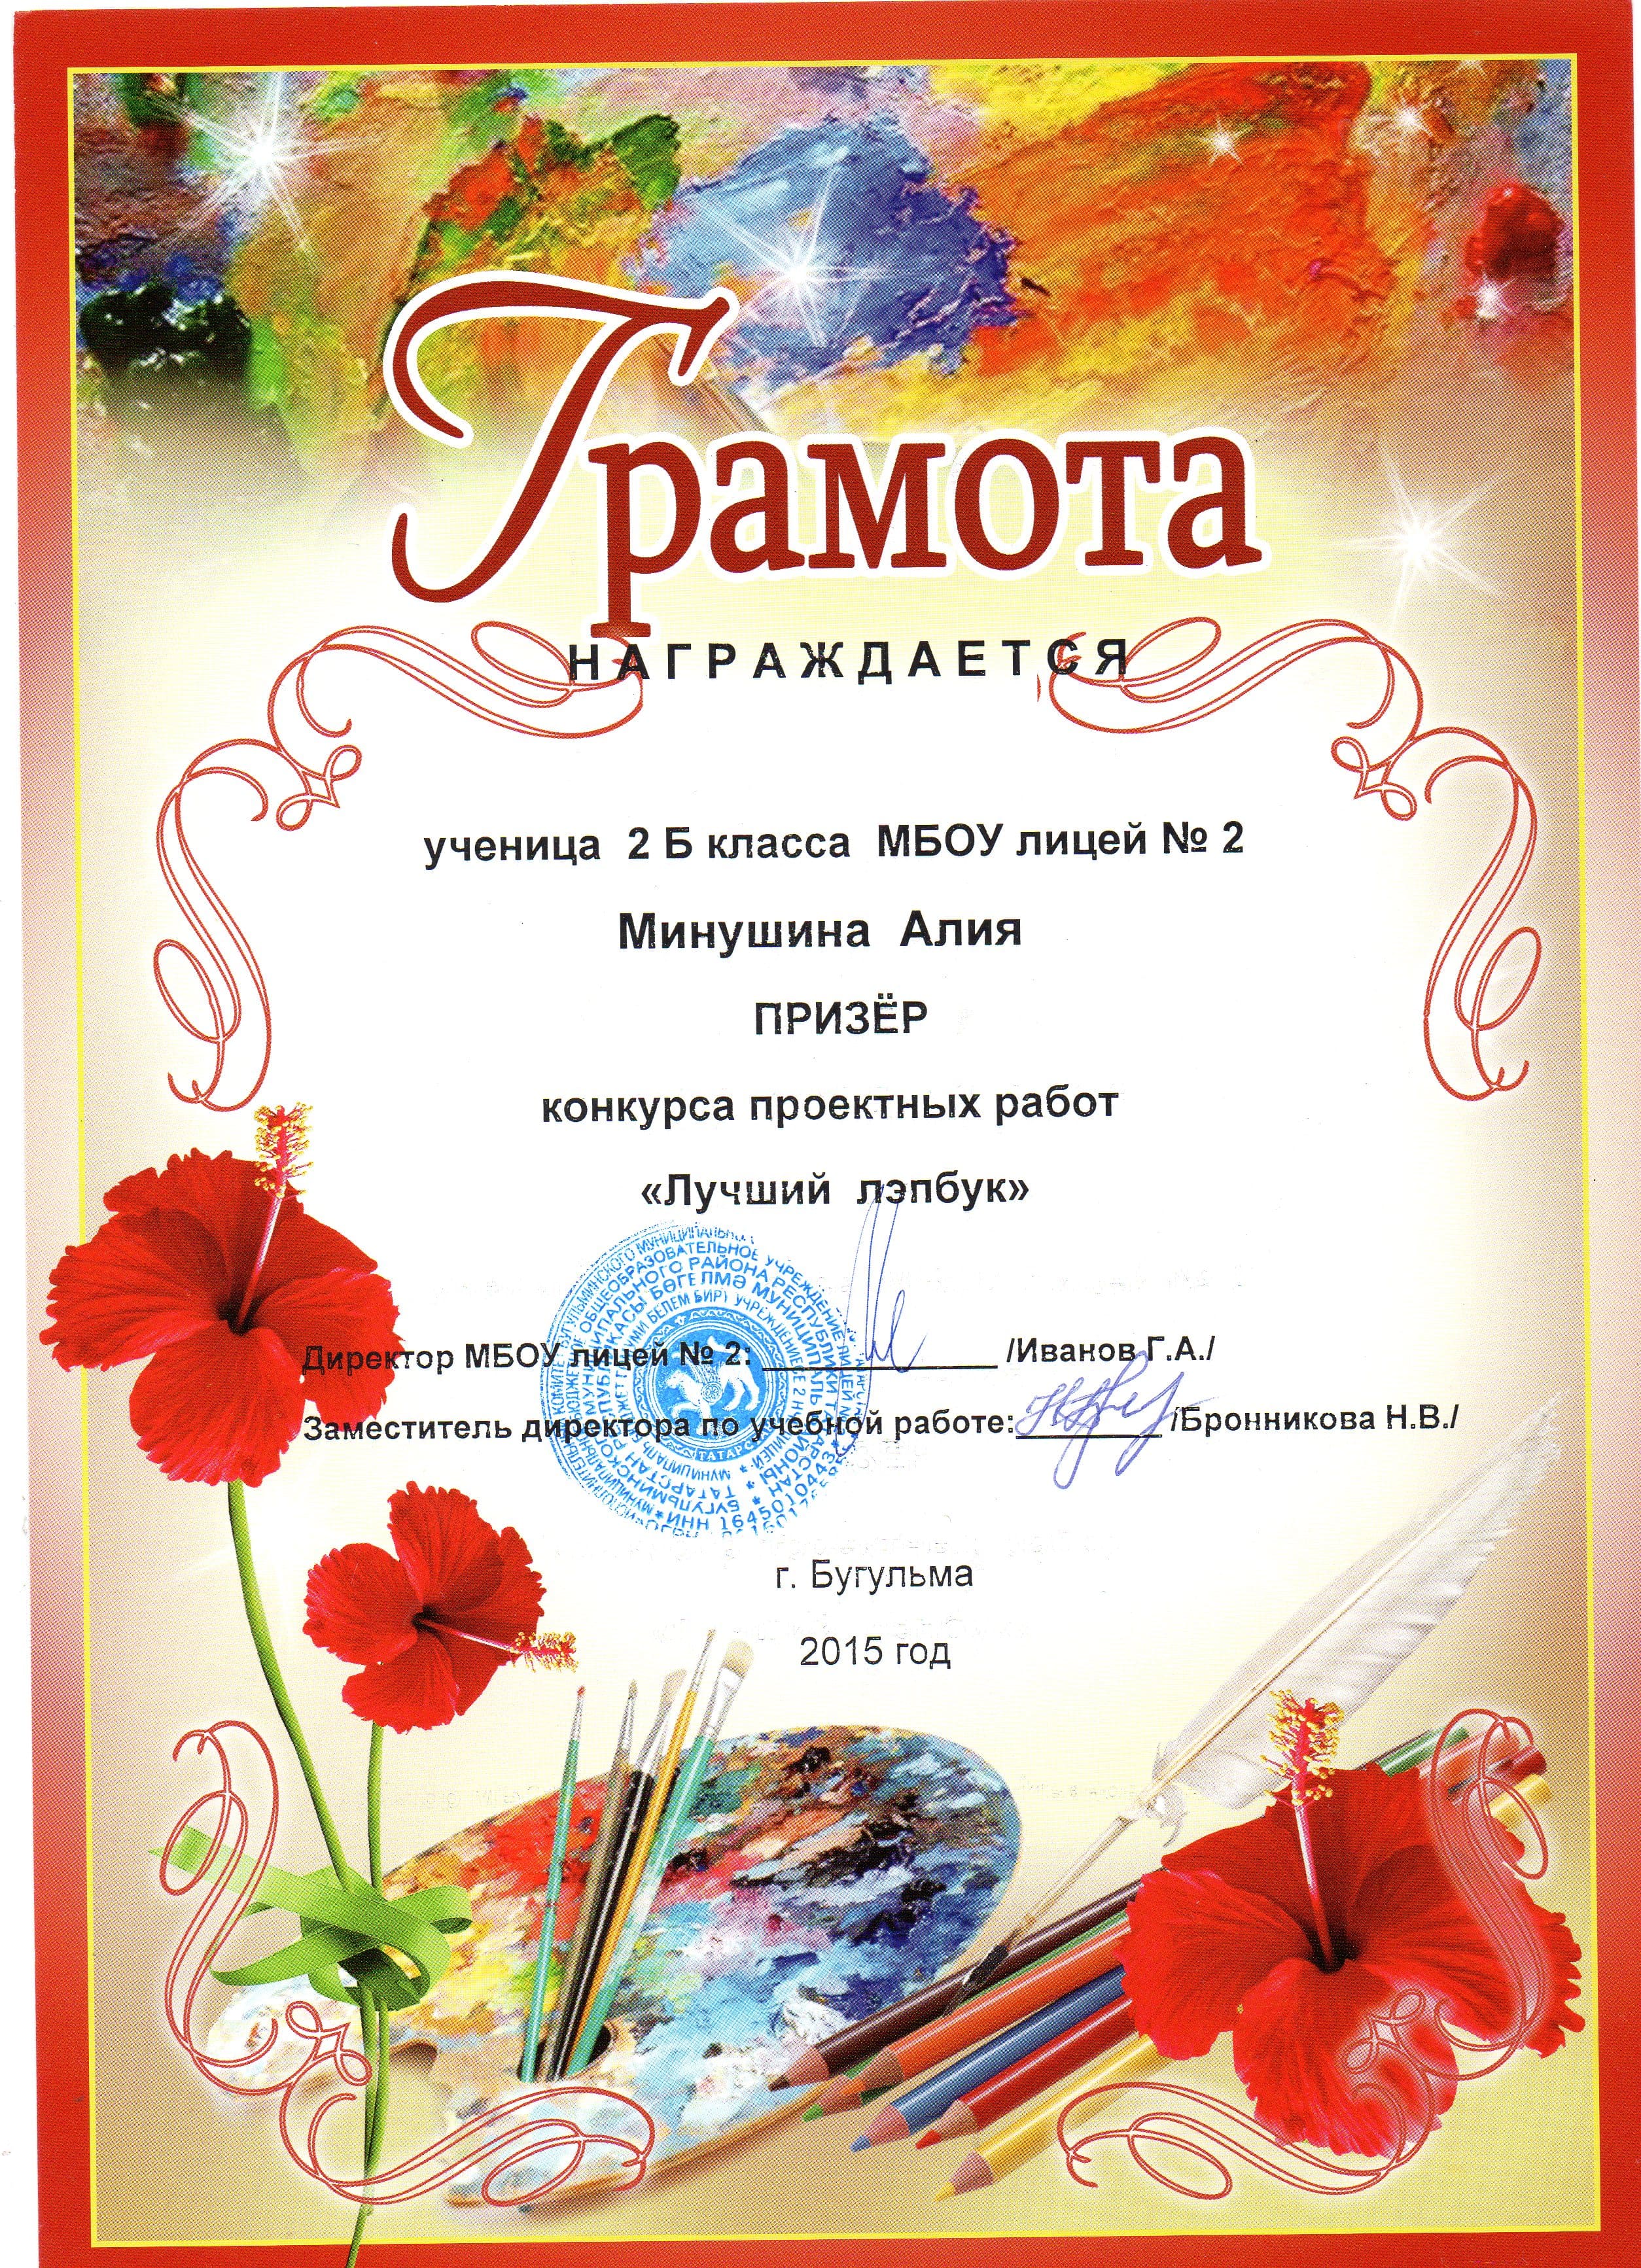 Грамота
НАГРАЖДАЕТСЯ
ученица 2 Б класса МБОУ лицей № 2
Минушина Алия
ПРИЗЁР
конкурса проектных работ
«Лучший лэпбук»
Директор МБОУ лицей № 2: /Иванов Г.А./
Заместитель директора по учебной работе: /Бронникова Н.В./
г. Бугульма
2015 год